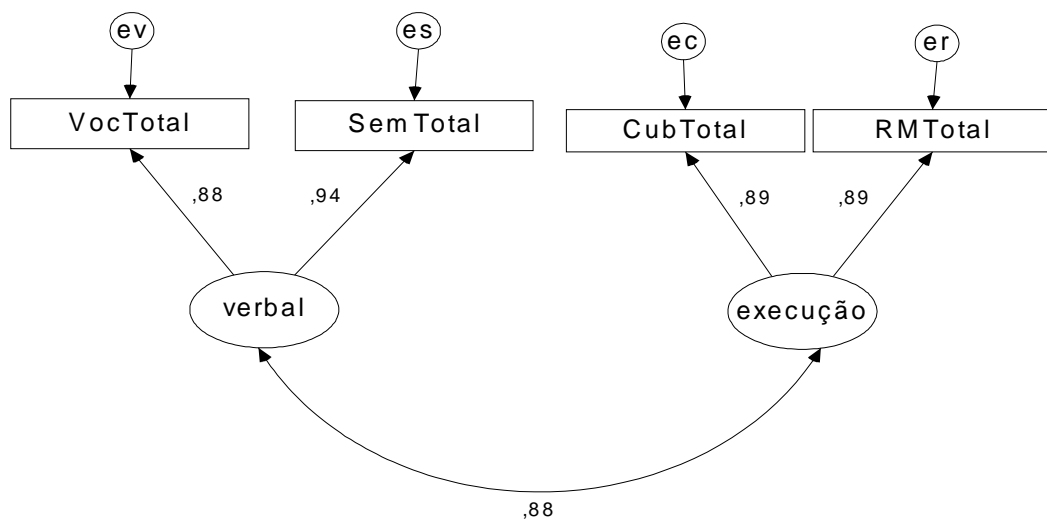 ev
es
ec
er
VocTotal
SemTotal
CubTotal
RMTotal
,88
,94
,89
,89
verbal
execução
,88